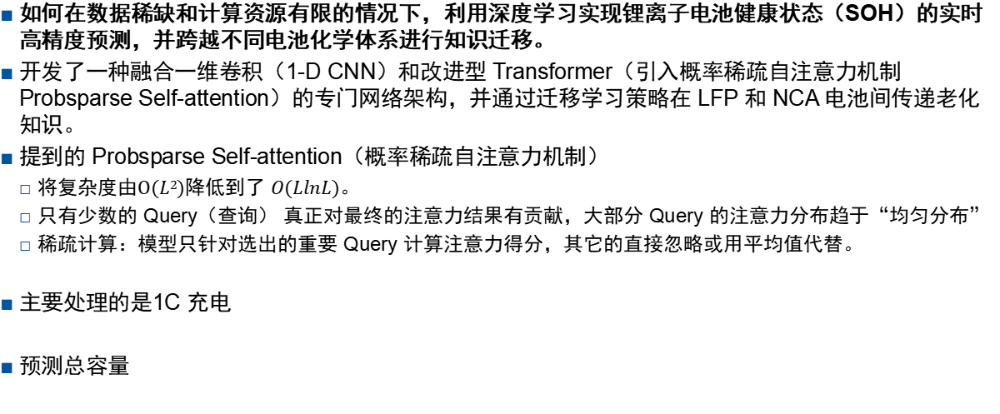 ■ 如何在数据稀缺和计算资源有限的情况下，利用深度学习实现锂离子电池健康状态（SOH）的实时
高精度预测，并跨越不同电池化学体系进行知识迁移。
■ 开发了一种融合一维卷积（1-D CNN）和改进型 Transformer（引入概率稀疏自注意力机制
Probsparse Self-attention）的专门网络架构，并通过迁移学习策略在 LFP 和 NCA 电池间传递老化
知识。
■ 提到的 Probsparse Self-attention（概率稀疏自注意力机制）
□ 将复杂度由O(L²)降低到了 O(LlnL)。
□ 只有少数的 Query（查询） 真正对最终的注意力结果有贡献，大部分 Query 的注意力分布趋于“均匀分布”
□ 稀疏计算：模型只针对选出的重要 Query 计算注意力得分，其它的直接忽略或用平均值代替。
■ 主要处理的是1C 充电
■ 预测总容量